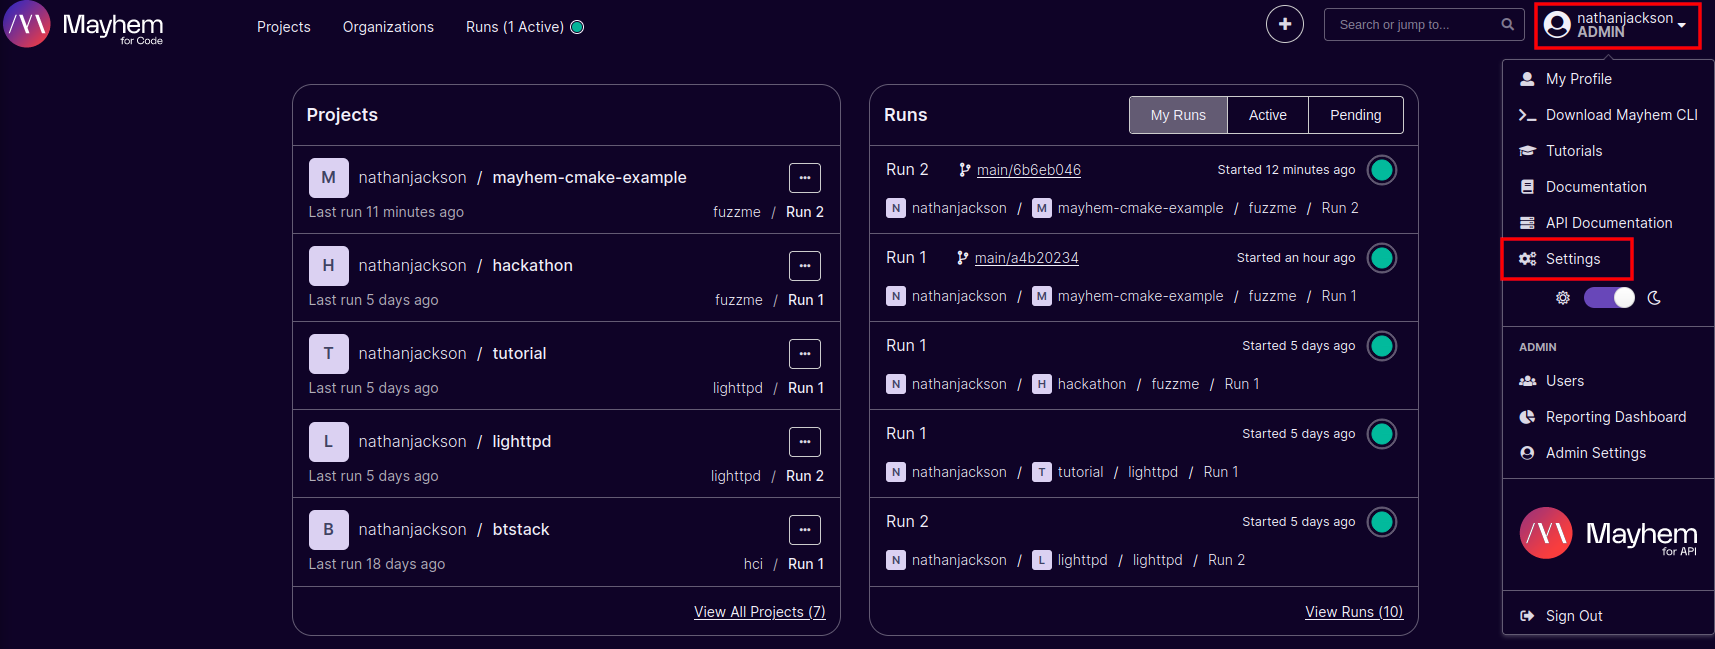 Mayhem
for Code
Projects
Organizations
Runs (1 Active)
Search or jump to...
nathanjackson
ADMIN
Projects
M nathanjackson / mayhem-cmake-example
Last run 11 minutes ago fuzzme / Run 2
H nathanjackson / hackathon
Last run 5 days ago fuzzme / Run 1
T nathanjackson / tutorial
Last run 5 days ago lighttpd / Run 1
L nathanjackson / lighttpd
Last run 5 days ago lighttpd / Run 2
B nathanjackson / btstack
Last run 18 days ago hci / Run 1
View All Projects (7)
Runs
My Runs
Active
Pending
Run 2 main/6b6eb046 Started 12 minutes ago
N nathanjackson / M mayhem-cmake-example / fuzzme / Run 2
Run 1 main/a4b20234 Started an hour ago
N nathanjackson / M mayhem-cmake-example / fuzzme / Run 1
Run 1 Started 5 days ago
N nathanjackson / H hackathon / fuzzme / Run 1
Run 1 Started 5 days ago
N nathanjackson / T tutorial / lighttpd / Run 1
Run 2 Started 5 days ago
N nathanjackson / L lighttpd / lighttpd / Run 2
View Runs (10)
My Profile
Download Mayhem CLI
Tutorials
Documentation
API Documentation
Settings
ADMIN
Users
Reporting Dashboard
Admin Settings
Mayhem
for API
Sign Out